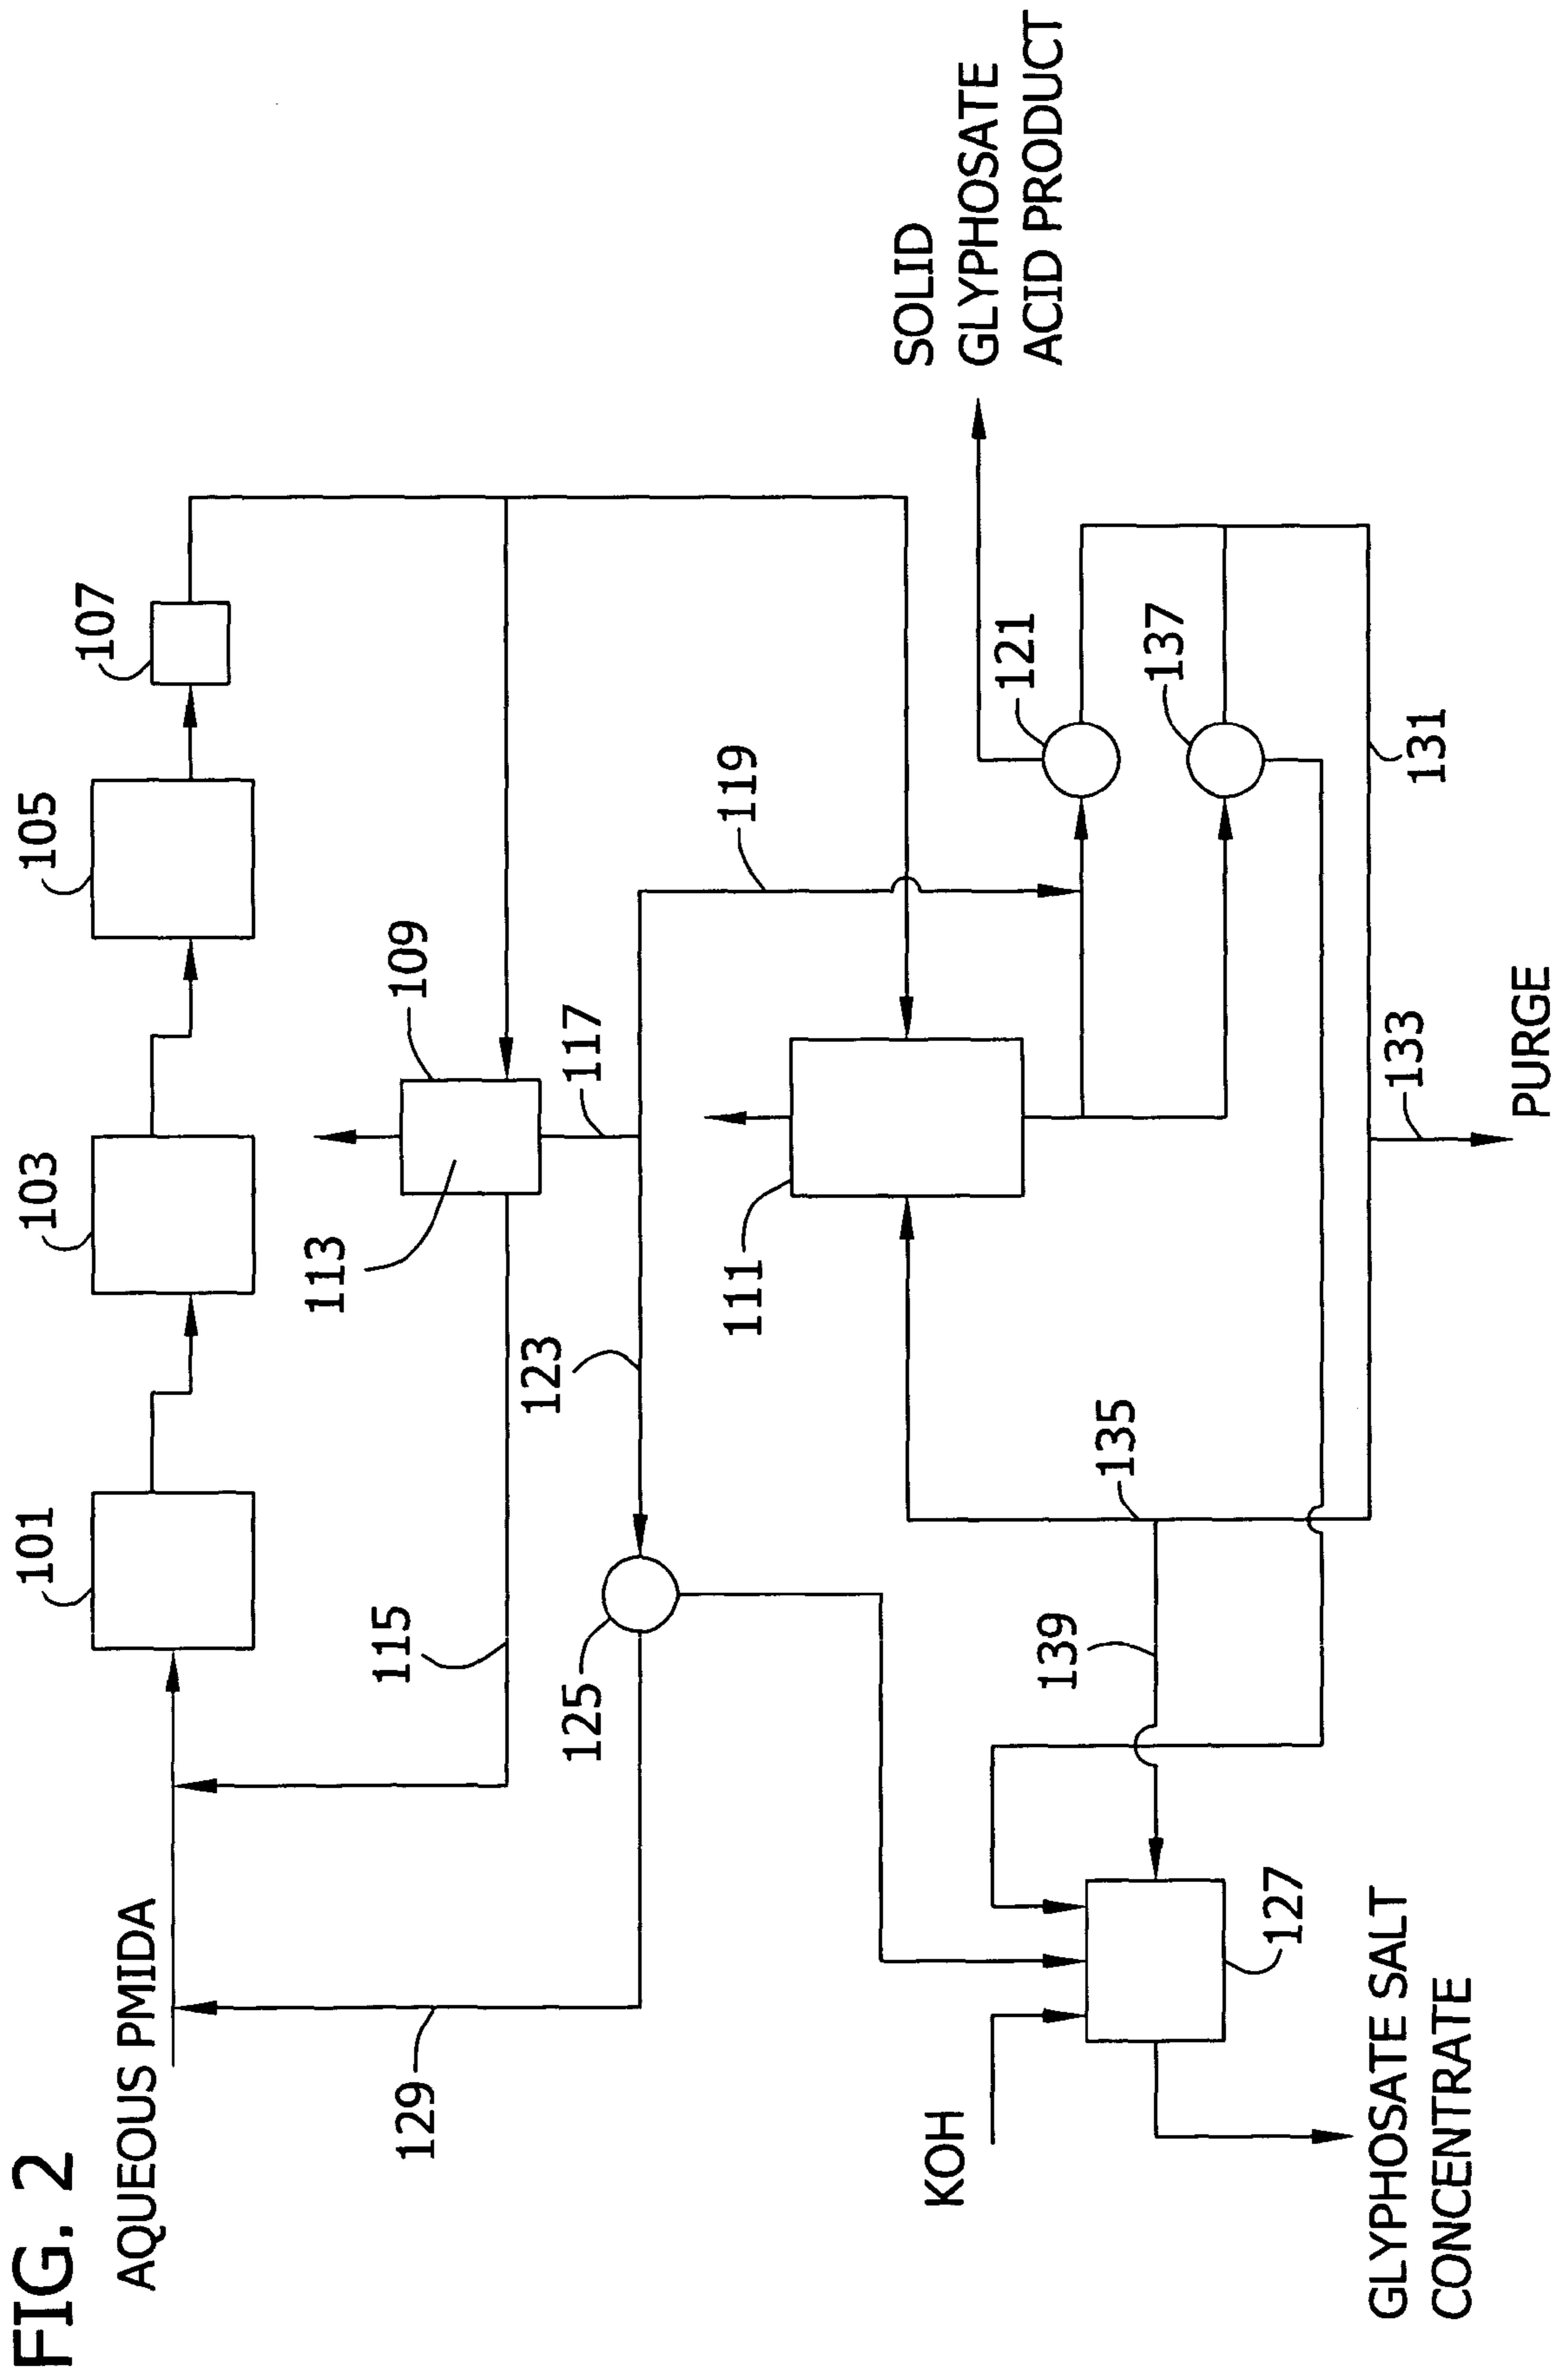 FIG. 2
AQUEOUS PMIDA
101
103
105
107
115
113
109
129
125
123
117
119
111
121
137
SOLID
GLYPHOSATE
ACID PRODUCT
KOH
139
135
131
127
133
PURGE
GLYPHOSATE SALT
CONCENTRATE